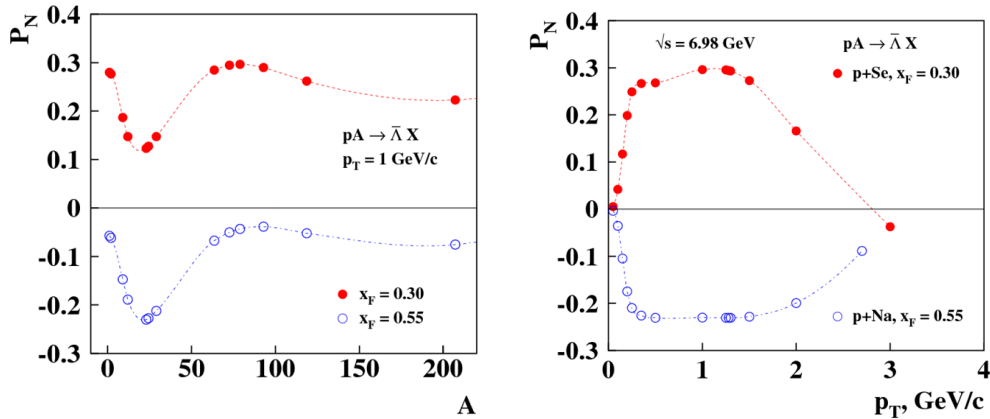 P_N
0.4
0.3
0.2
0.1
0
-0.1
-0.2
-0.3
pA → Λ̅ X
p_T = 1 GeV/c
x_F = 0.30
x_F = 0.55
0 50 100 150 200
A
P_N
0.4
0.3
0.2
0.1
0
-0.1
-0.2
-0.3
√s = 6.98 GeV pA → Λ̅ X
p+Se, x_F = 0.30
p+Na, x_F = 0.55
0 1 2 3 4
p_T, GeV/c